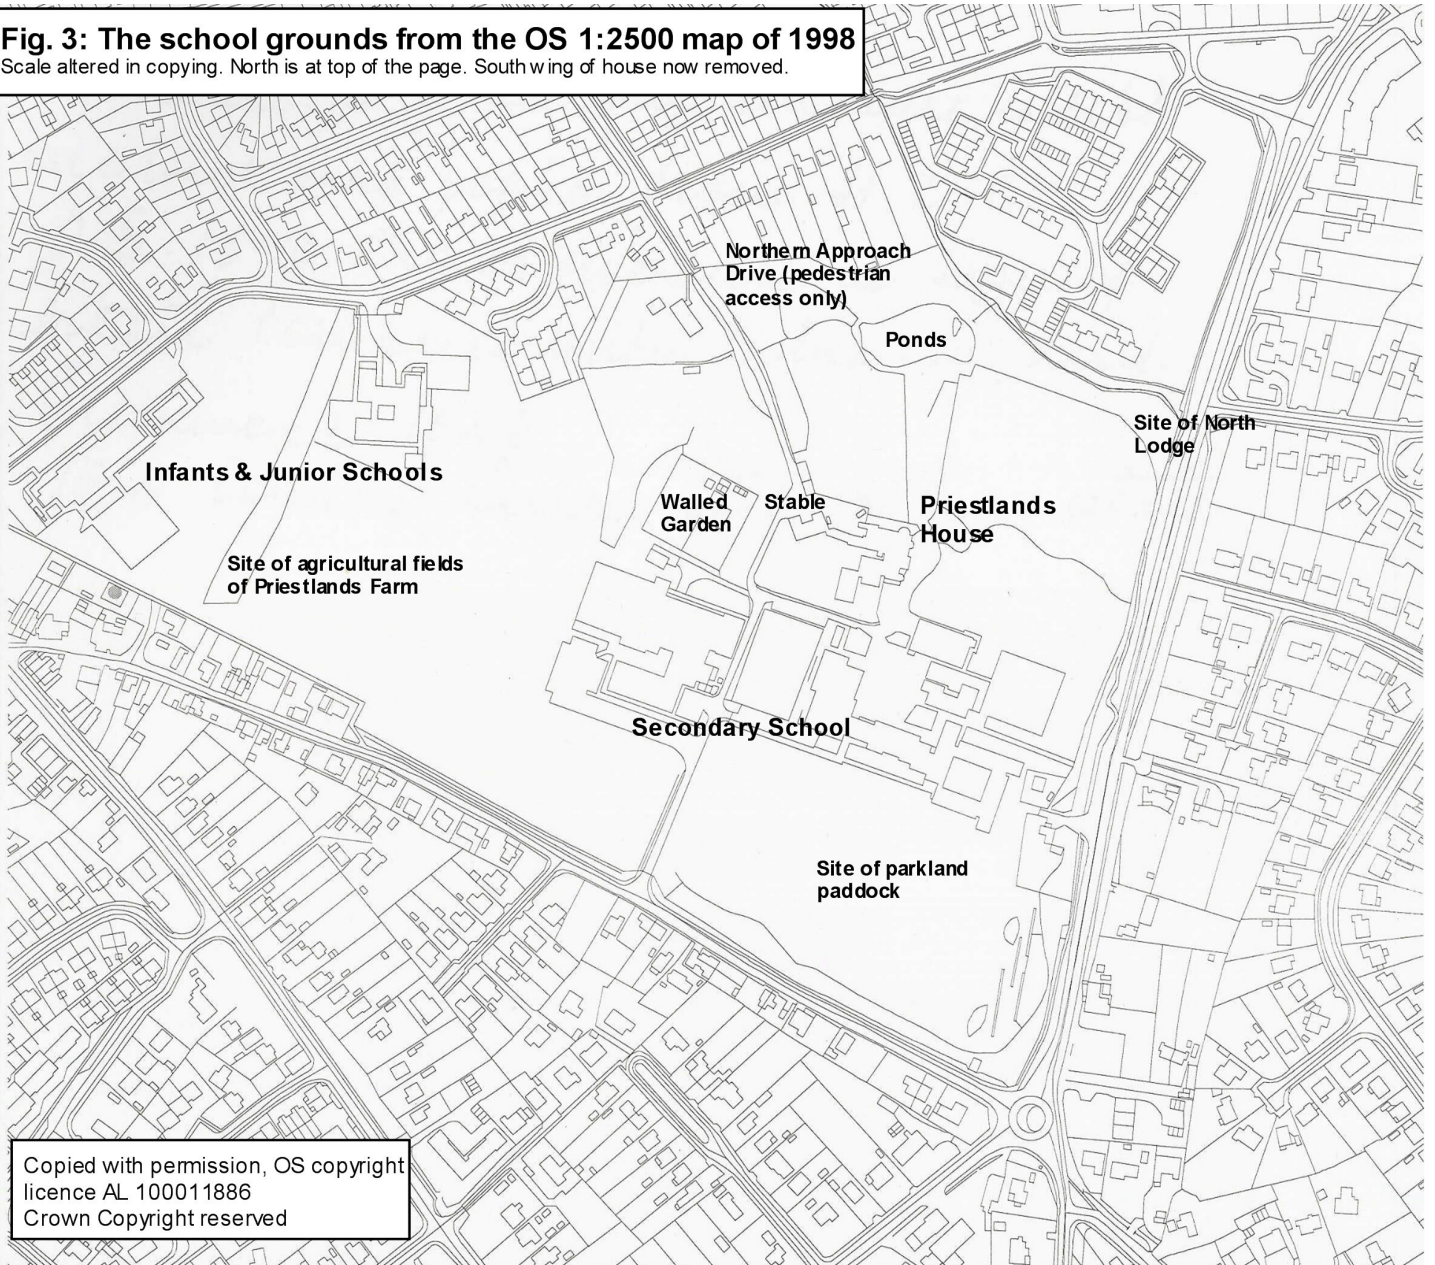 Fig. 3: The school grounds from the OS 1:2500 map of 1998
Scale altered in copying. North is at top of the page. South wing of house now removed.
Northern Approach
Drive (pedestrian
access only)
Ponds
Site of North
Lodge
Infants & Junior Schools
Walled
Garden
Stable
Priestlands
House
Site of agricultural fields
of Priestlands Farm
Secondary School
Site of parkland
paddock
Copied with permission, OS copyright
licence AL 100011886
Crown Copyright reserved